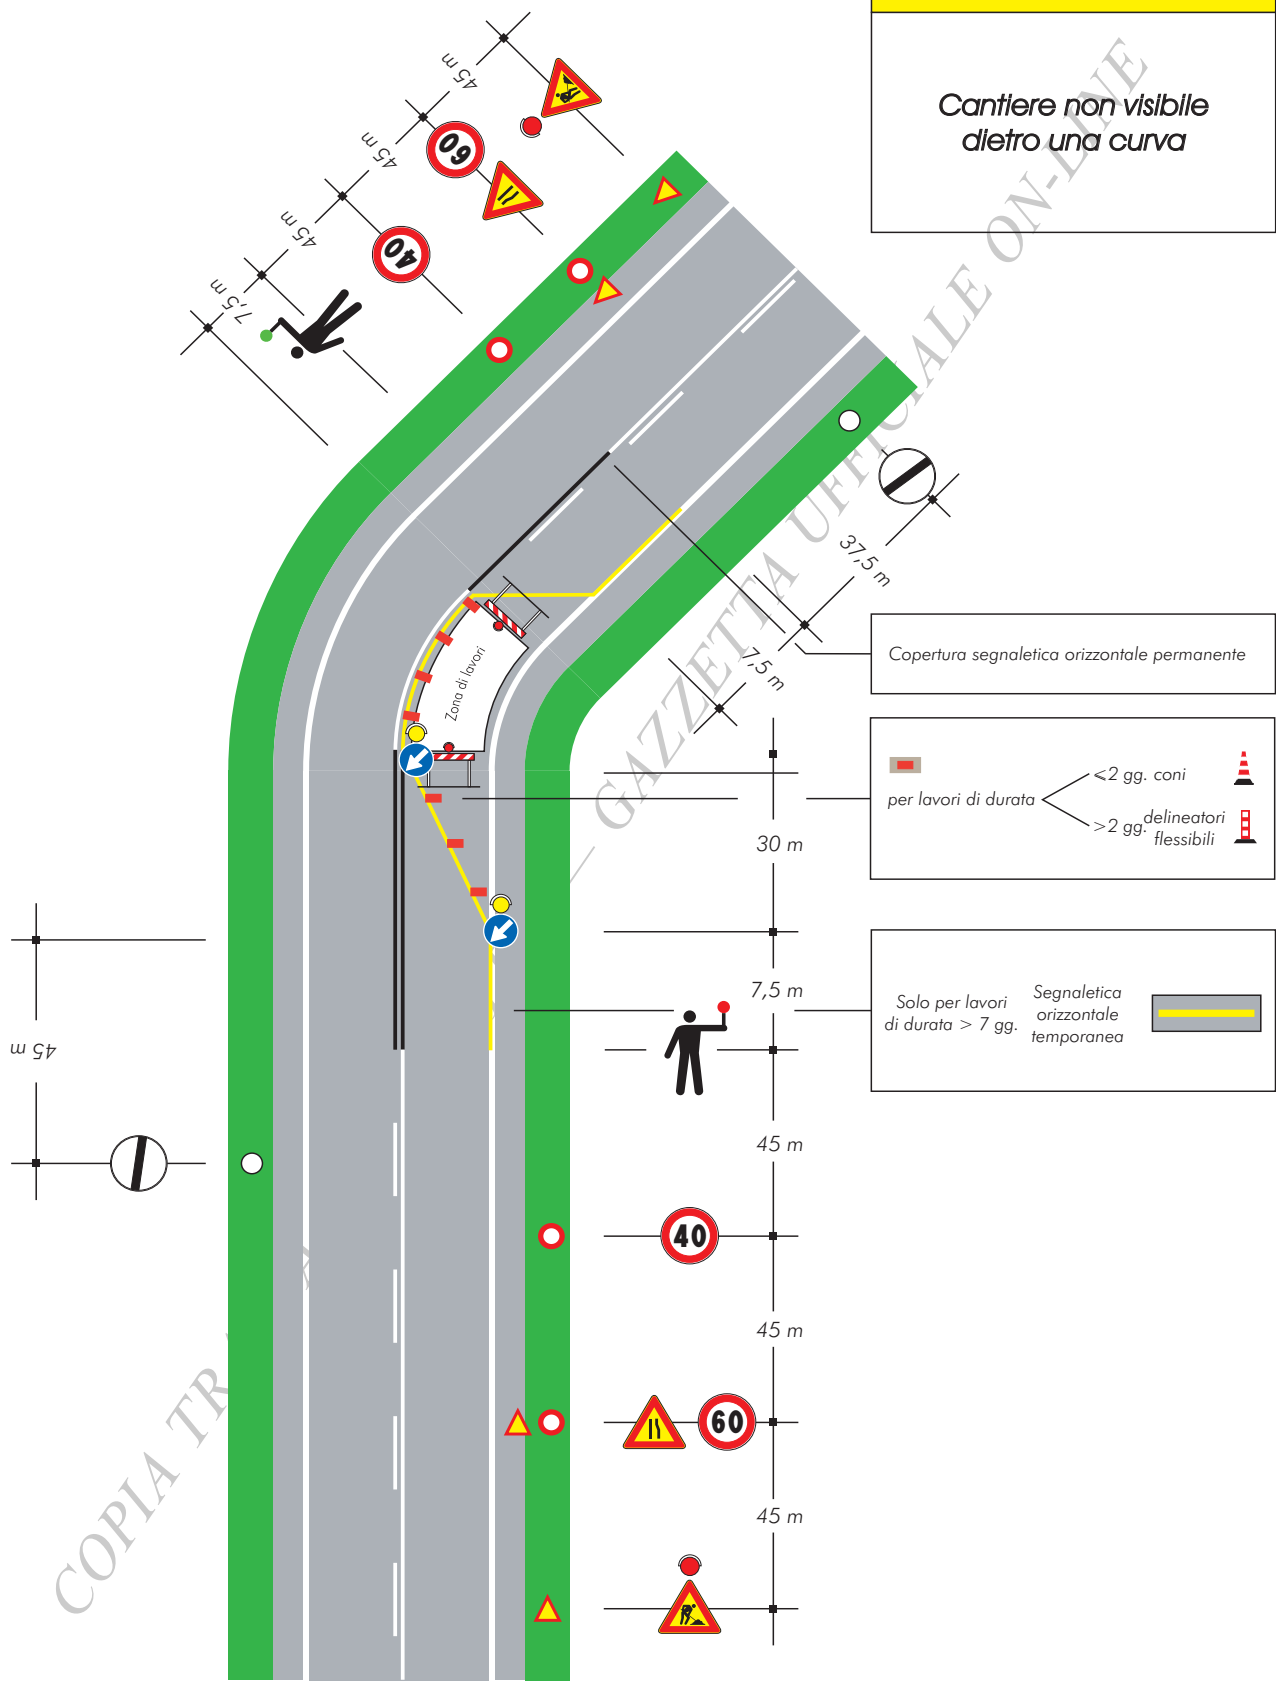 Cantiere non visibile
dietro una curva
45 m
45 m
60
45 m
40
7,5 m
37,5 m
7,5 m
Copertura segnaletica orizzontale permanente
Zona di lavori
per lavori di durata
<2 gg. coni
>2 gg. delineatori
flessibili
30 m
7,5 m
Solo per lavori
di durata > 7 gg.
Segnaletica
orizzontale
temporanea
45 m
45 m
40
45 m
60
45 m
COPIA TR
GAZZETTA UFFICIALE ON-LINE